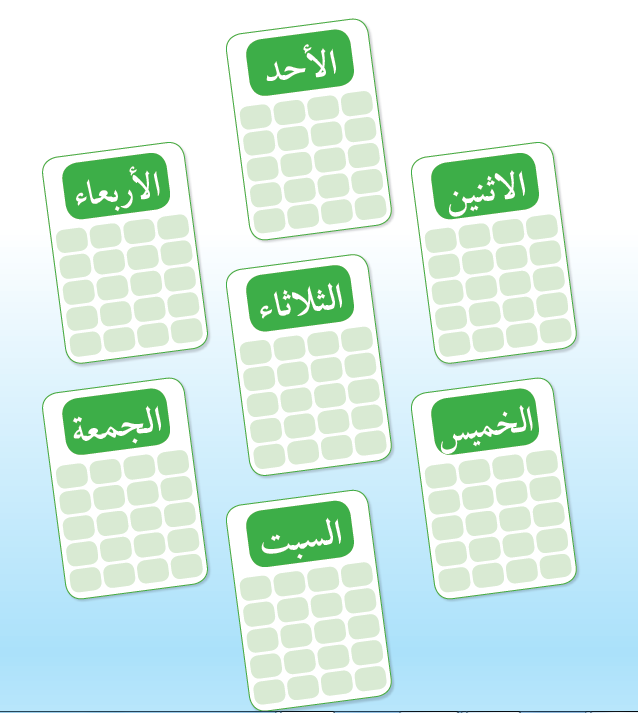 الأحد
الاثنين
الأربعاء
الثلاثاء
الخميس
الجمعة
السبت